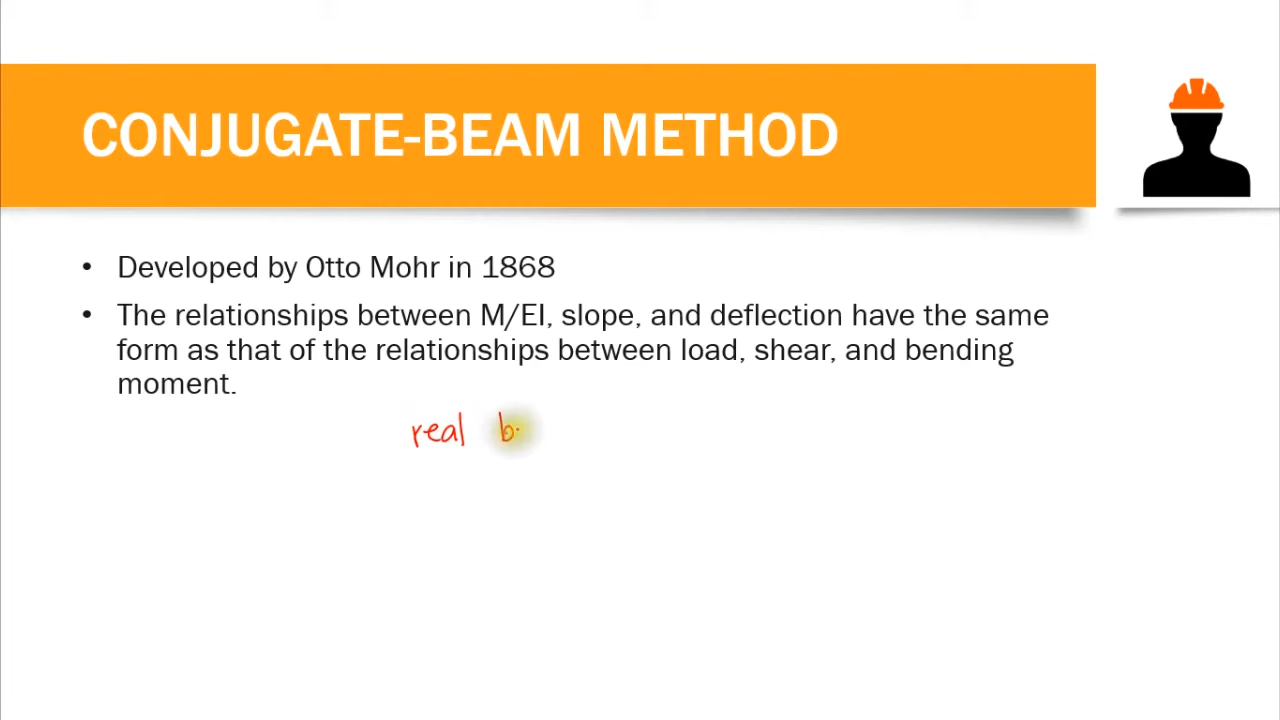 CONJUGATE-BEAM METHOD
• Developed by Otto Mohr in 1868
• The relationships between M/EI, slope, and deflection have the same
form as that of the relationships between load, shear, and bending
moment.
real b